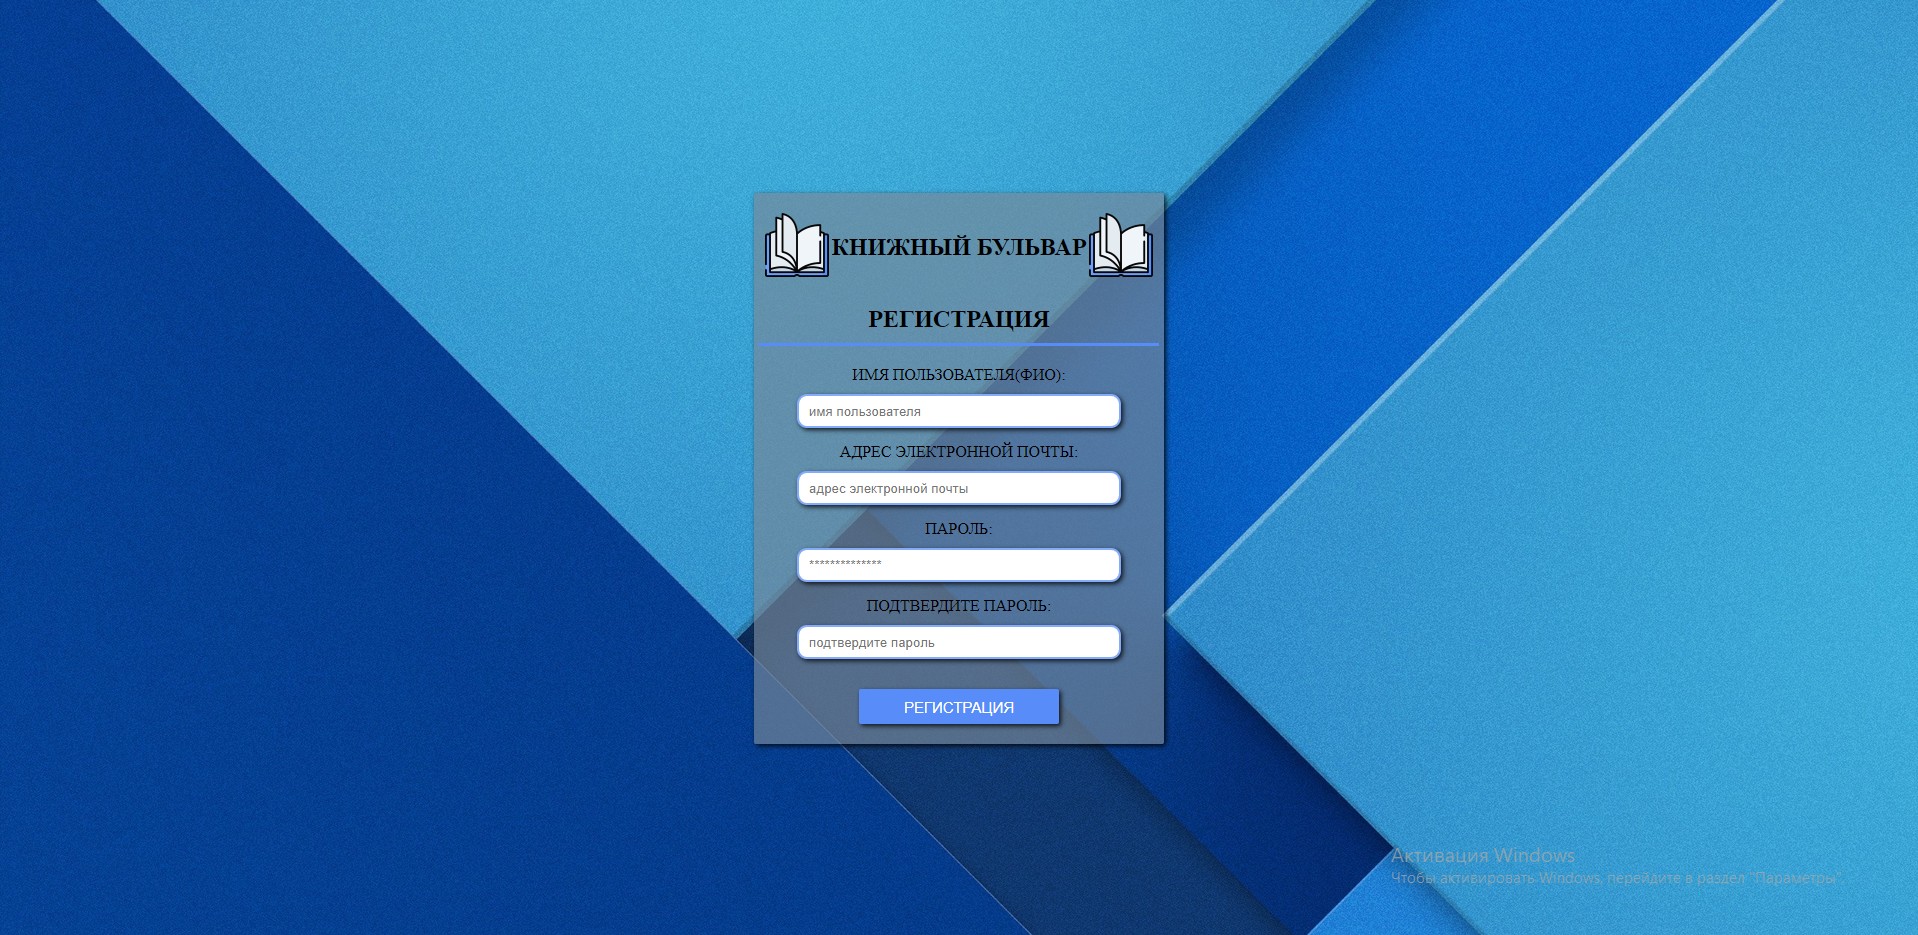 КНИЖНЫЙ БУЛЬВАР
РЕГИСТРАЦИЯ
ИМЯ ПОЛЬЗОВАТЕЛЯ(ФИО):
имя пользователя
АДРЕС ЭЛЕКТРОННОЙ ПОЧТЫ:
адрес электронной почты
ПАРОЛЬ:
**************
ПОДТВЕРДИТЕ ПАРОЛЬ:
подтвердите пароль
РЕГИСТРАЦИЯ
Активация Windows
Чтобы активировать Windows, перейдите в раздел "Параметры".